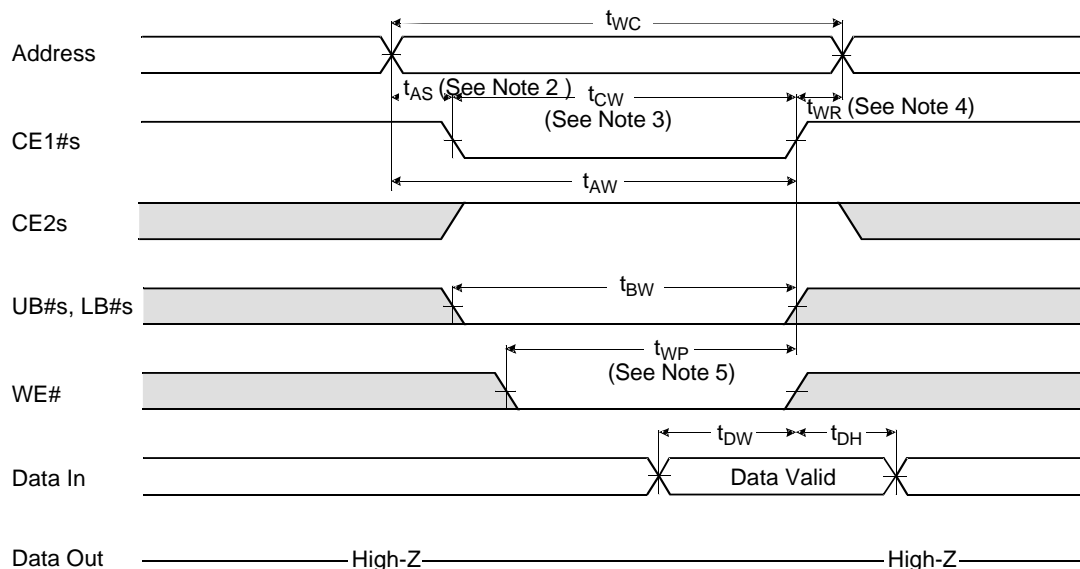 tWC
Address
tAS (See Note 2 )
tCW
(See Note 3)
tWR (See Note 4)
CE1#s
tAW
CE2s
tBW
UB#s, LB#s
tWP
(See Note 5)
WE#
tDW
tDH
Data In
Data Valid
Data Out
High-Z
High-Z